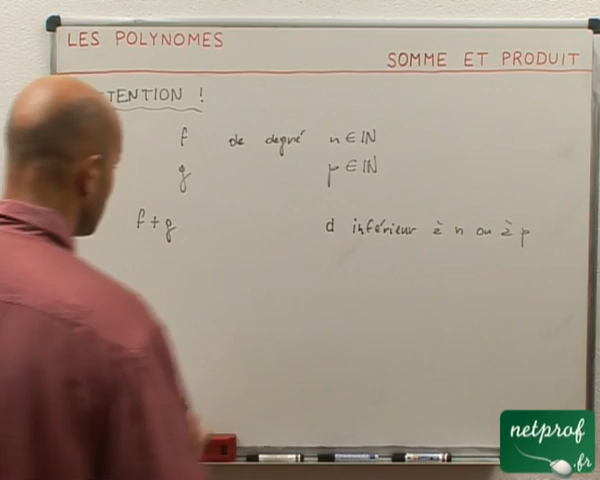 LES POLYNOMES
SOMME ET PRODUIT
TENTION !
f de degré n ∈ IN
g p ∈ IN
f + g d inférieur à n ou à p
netprof
.fr